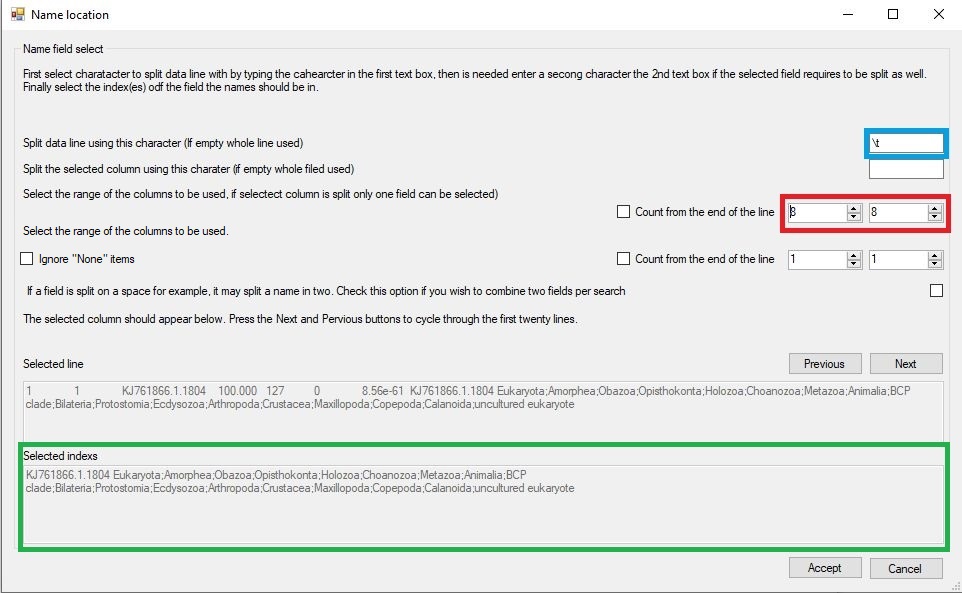 Name location
Name field select
First select charatacter to split data line with by typing the cahearcter in the first text box, then is needed enter a secong character the 2nd text box if the selected field requires to be split as well.
Finally select the index(es) odf the field the names should be in.
Split data line using this character (If empty whole line used)
\t
Split the selected column using this charater (if empty whole filed used)
Select the range of the columns to be used, if selectect column is split only one field can be selected)
Count from the end of the line 8 8
Select the range of the columns to be used.
Ignore "None" items Count from the end of the line 1 1
If a field is split on a space for example, it may split a name in two. Check this option if you wish to combine two fields per search
The selected column should appear below. Press the Next and Pervious buttons to cycle through the first twenty lines.
Selected line Previous Next
1 1 KJ761866.1.1804 100.000 127 0 8.56e-61 KJ761866.1.1804 Eukaryota;Amorphea;Obazoa;Opisthokonta;Holozoa;Choanozoa;Metazoa;Animalia;BCP
clade;Bilateria;Protostomia;Ecdysozoa;Arthropoda;Crustacea;Maxillopoda;Copepoda;Calanoida;uncultured eukaryote
Selected indexs
KJ761866.1.1804 Eukaryota;Amorphea;Obazoa;Opisthokonta;Holozoa;Choanozoa;Metazoa;Animalia;BCP
clade;Bilateria;Protostomia;Ecdysozoa;Arthropoda;Crustacea;Maxillopoda;Copepoda;Calanoida;uncultured eukaryote
Accept Cancel